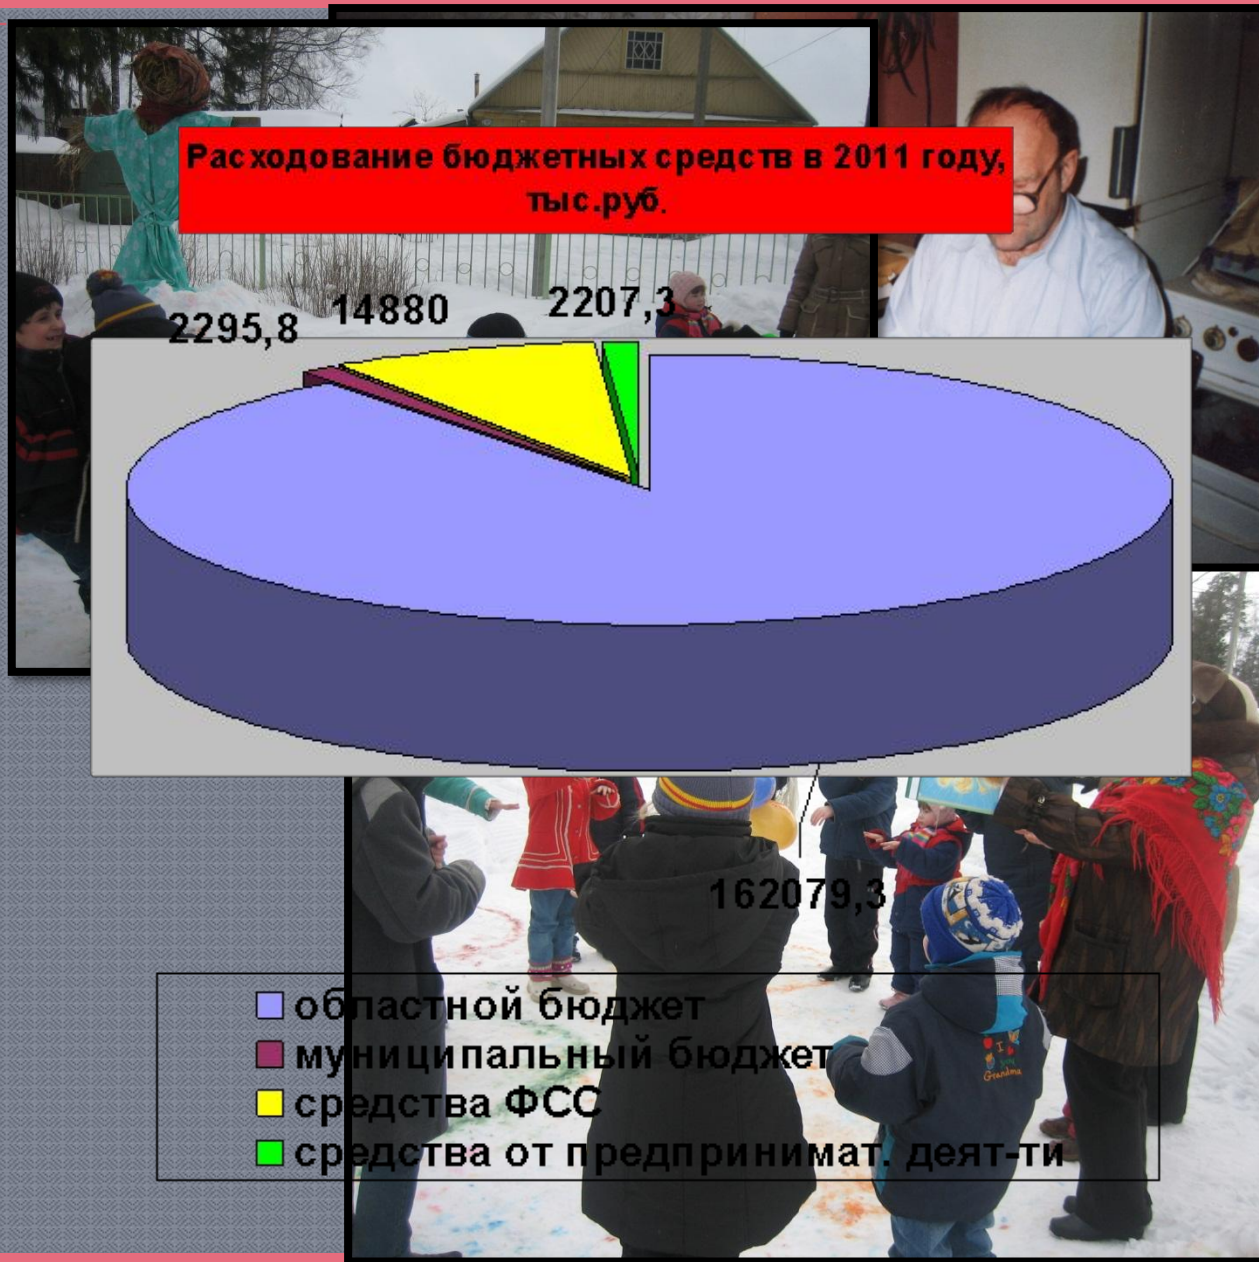 Расходование бюджетных средств в 2011 году,
тыс.руб.
2295,8
14880
2207,3
162079,3
областной бюджет
муниципальный бюджет
средства ФСС
средства от предпринимат. деят-ти
I
Grandma